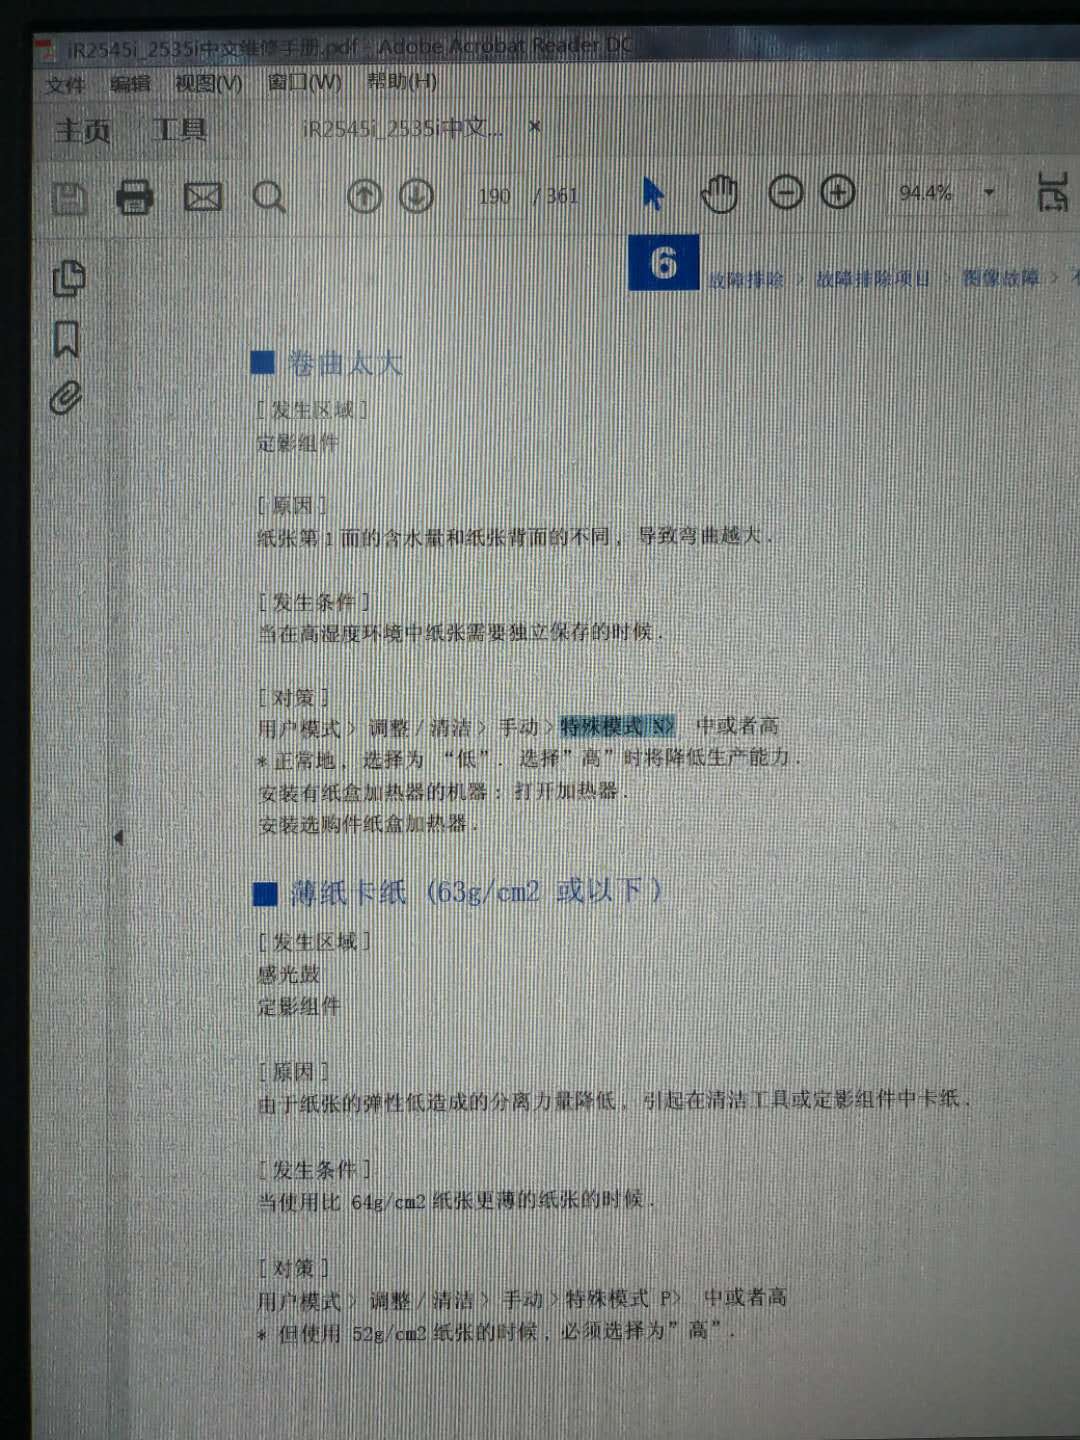 iR2545i_2535i中文维修手册.pdf - Adobe Acrobat Reader DC
文件 编辑 视图(V) 窗口(W) 帮助(H)
主页 工具 iR2545i_2535i中文... ×
190 / 361 94.4%
6 故障排除 > 故障排除项目 > 图像故障 >
■ 卷曲太大
[ 发生区域 ]
定影组件
[ 原因 ]
纸张第 1 面的含水量和纸张背面的不同， 导致弯曲越大 .
[ 发生条件 ]
当在高湿度环境中纸张需要独立保存的时候 .
[ 对策 ]
用户模式 > 调整 / 清洁 > 手动 > 特殊模式 N> 中或者高
* 正常地， 选择为 “低” . 选择”高”时将降低生产能力 .
安装有纸盒加热器的机器 : 打开加热器 .
安装选购件纸盒加热器 .
■ 薄纸卡纸 (63g/cm2 或以下 )
[ 发生区域 ]
感光鼓
定影组件
[ 原因 ]
由于纸张的弹性低造成的分离力量降低， 引起在清洁工具或定影组件中卡纸 .
[ 发生条件 ]
当使用比 64g/cm2 纸张更薄的纸张的时候 .
[ 对策 ]
用户模式 > 调整 / 清洁 > 手动 > 特殊模式 P> 中或者高
* 但使用 52g/cm2 纸张的时候 , 必须选择为”高” .